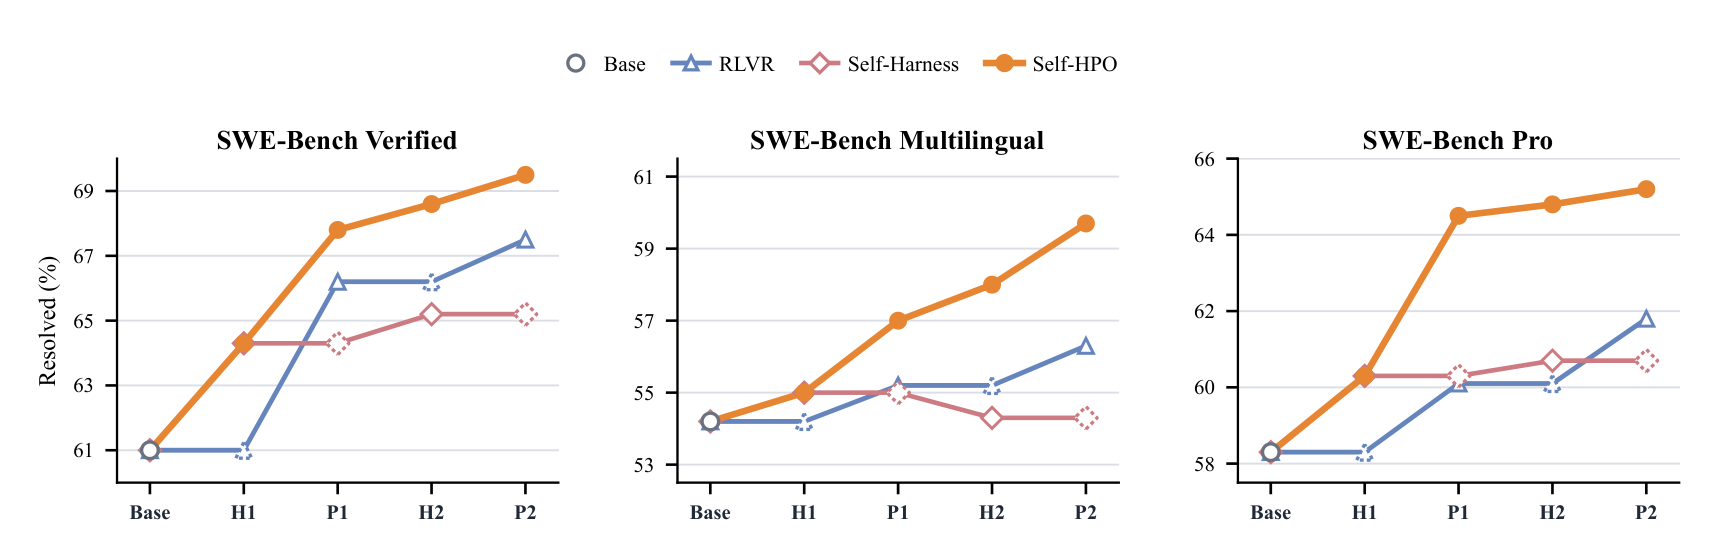 Base RLVR Self-Harness Self-HPO
SWE-Bench Verified
Resolved (%)
69
67
65
63
61
Base H1 P1 H2 P2
SWE-Bench Multilingual
61
59
57
55
53
Base H1 P1 H2 P2
SWE-Bench Pro
66
64
62
60
58
Base H1 P1 H2 P2